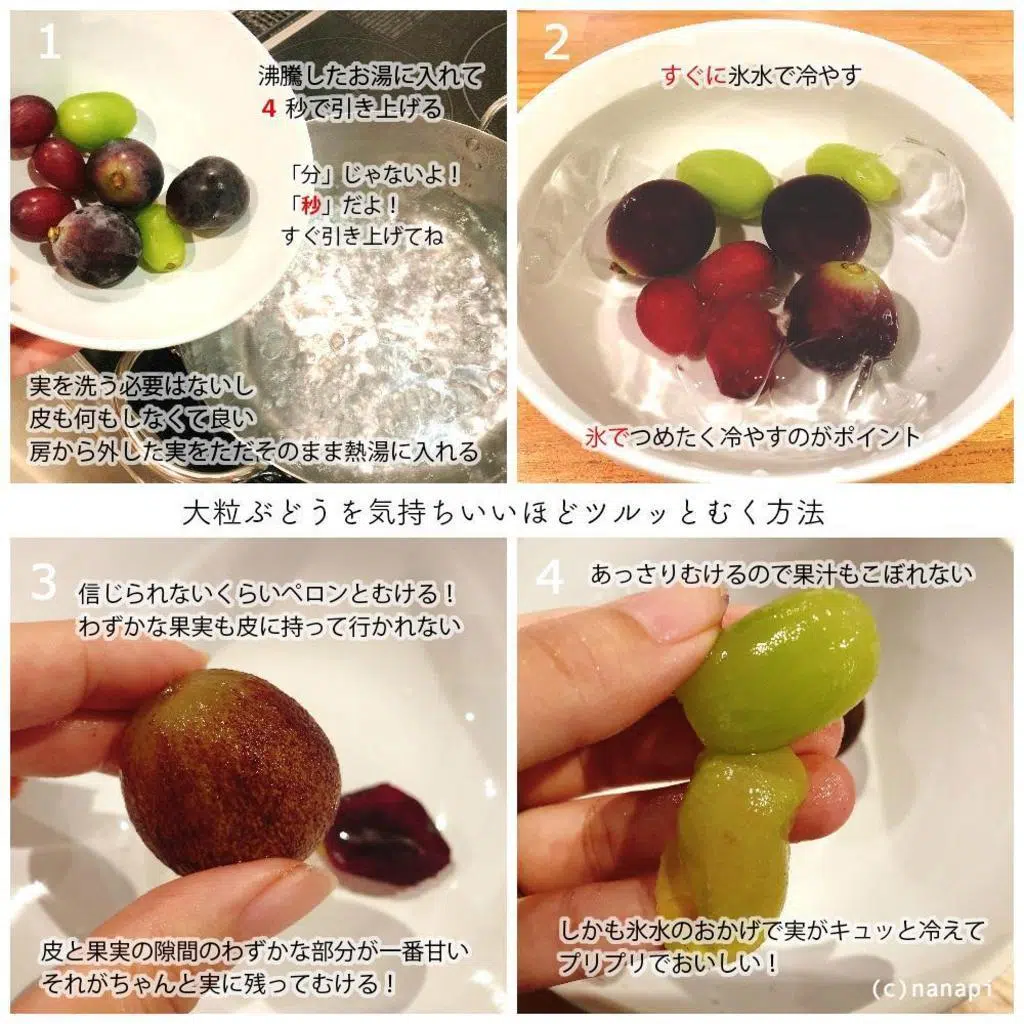 1
沸騰したお湯に入れて
4 秒で引き上げる
「分」じゃないよ！
「秒」だよ！
すぐ引き上げてね
実を洗う必要はないし
皮も何もしなくて良い
房から外した実をただそのまま熱湯に入れる
2
すぐに氷水で冷やす
氷でつめたく冷やすのがポイント
大粒ぶどうを気持ちいいほどツルッとむく方法
3
信じられないくらいペロンとむける！
わずかな果実も皮に持って行かれない
皮と果実の隙間のわずかな部分が一番甘い
それがちゃんと実に残ってむける！
4
あっさりむけるので果汁もこぼれない
しかも氷水のおかげで実がキュッと冷えて
プリプリでおいしい！
(c)nanapi